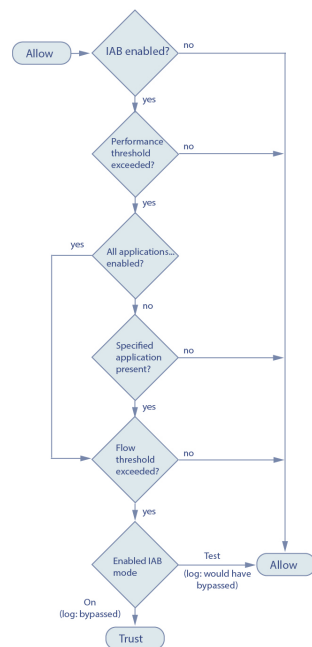 Allow
IAB enabled?
no
yes
Performance
threshold
exceeded?
no
yes
yes
All applications...
enabled?
no
Specified
application
present?
no
yes
Flow
threshold
exceeded?
no
yes
Enabled IAB
mode
Test
(log: would have
bypassed)
Allow
On
(log: bypassed)
Trust